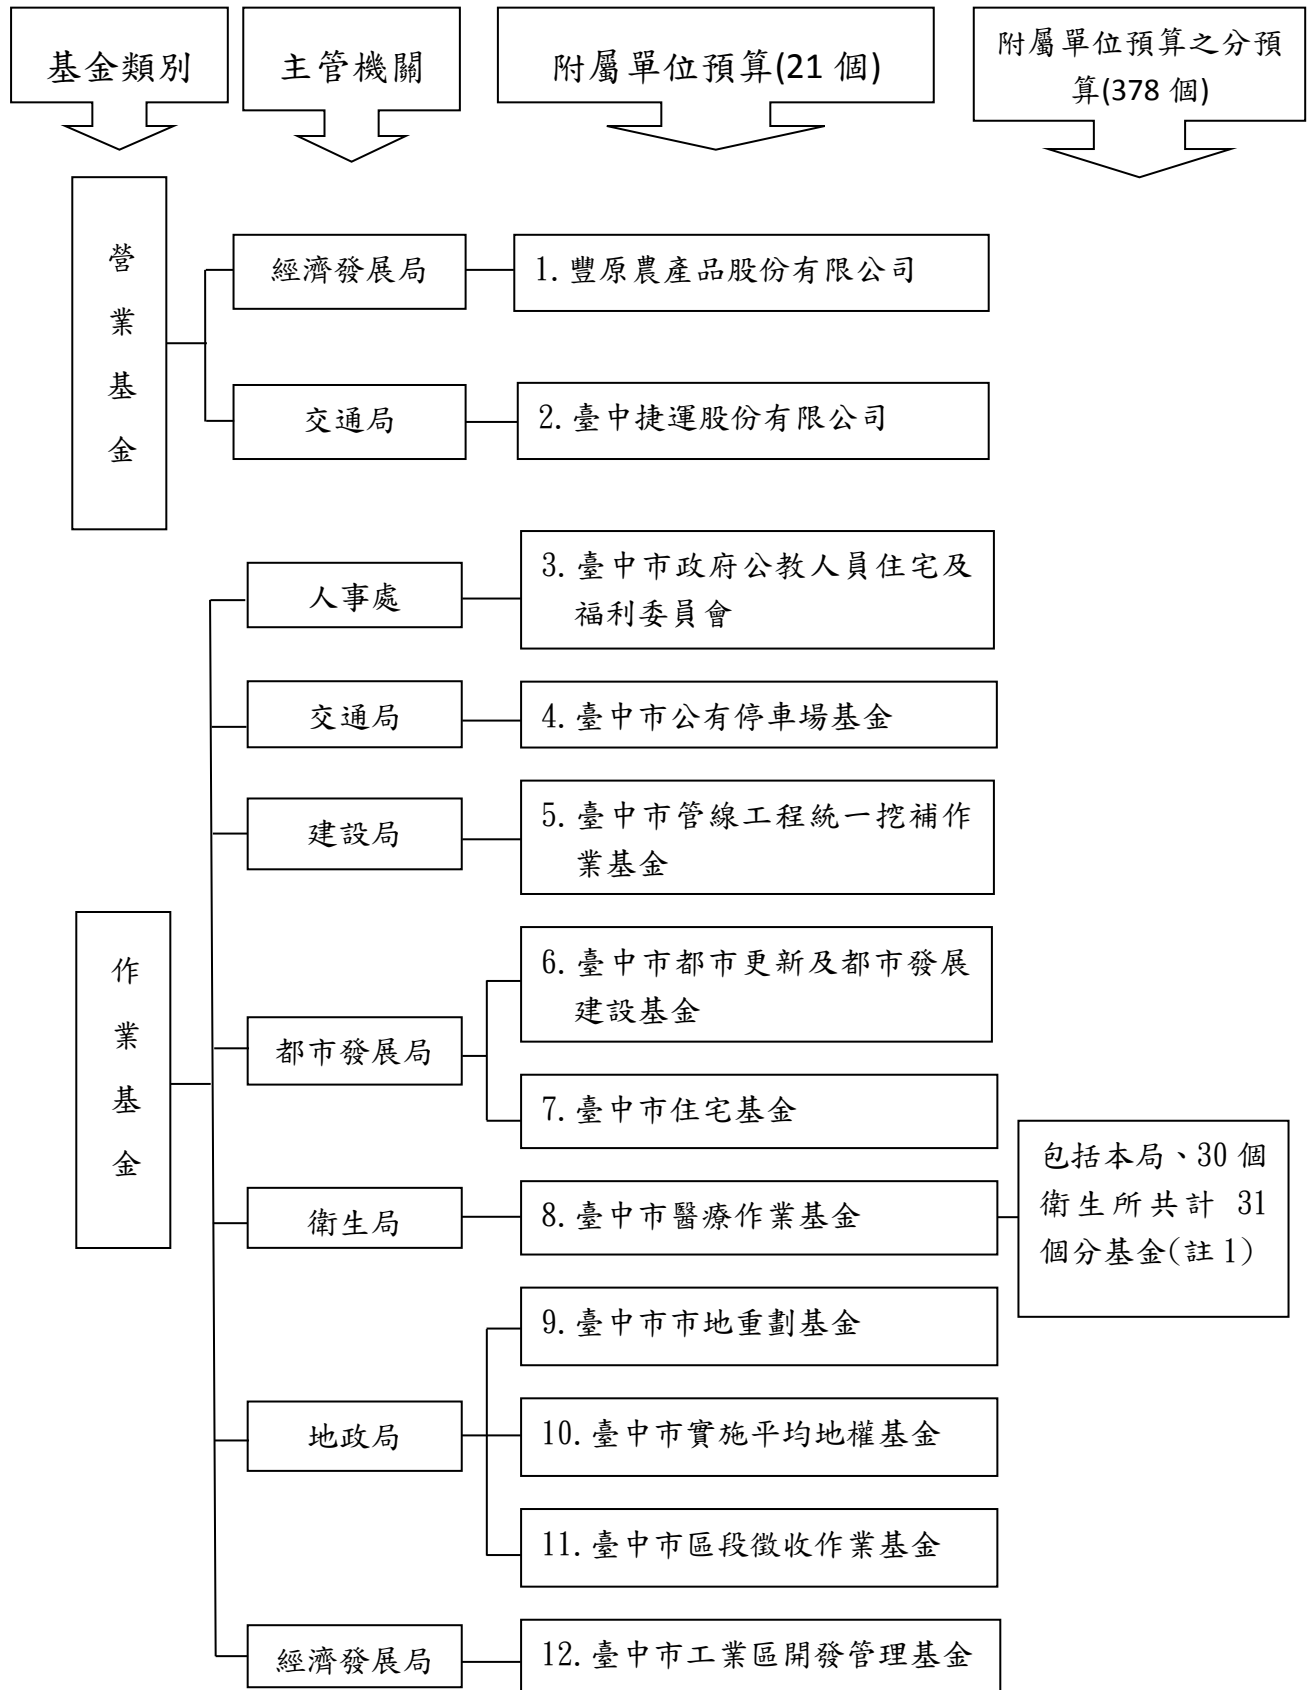 基金類別
主管機關
附屬單位預算(21 個)
附屬單位預算之分預
算(378 個)
營
業
基
金
經濟發展局
1. 豐原農產品股份有限公司
交通局
2. 臺中捷運股份有限公司
作
業
基
金
人事處
3. 臺中市政府公教人員住宅及
福利委員會
交通局
4. 臺中市公有停車場基金
建設局
5. 臺中市管線工程統一挖補作
業基金
都市發展局
6. 臺中市都市更新及都市發展
建設基金
7. 臺中市住宅基金
衛生局
8. 臺中市醫療作業基金
包括本局、30 個
衛生所共計 31
個分基金(註 1)
地政局
9. 臺中市市地重劃基金
10. 臺中市實施平均地權基金
11. 臺中市區段徵收作業基金
經濟發展局
12. 臺中市工業區開發管理基金